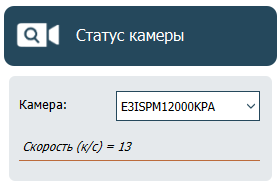 Статус камеры
Камера: E3ISPM12000KPA
Скорость (к/с) = 13